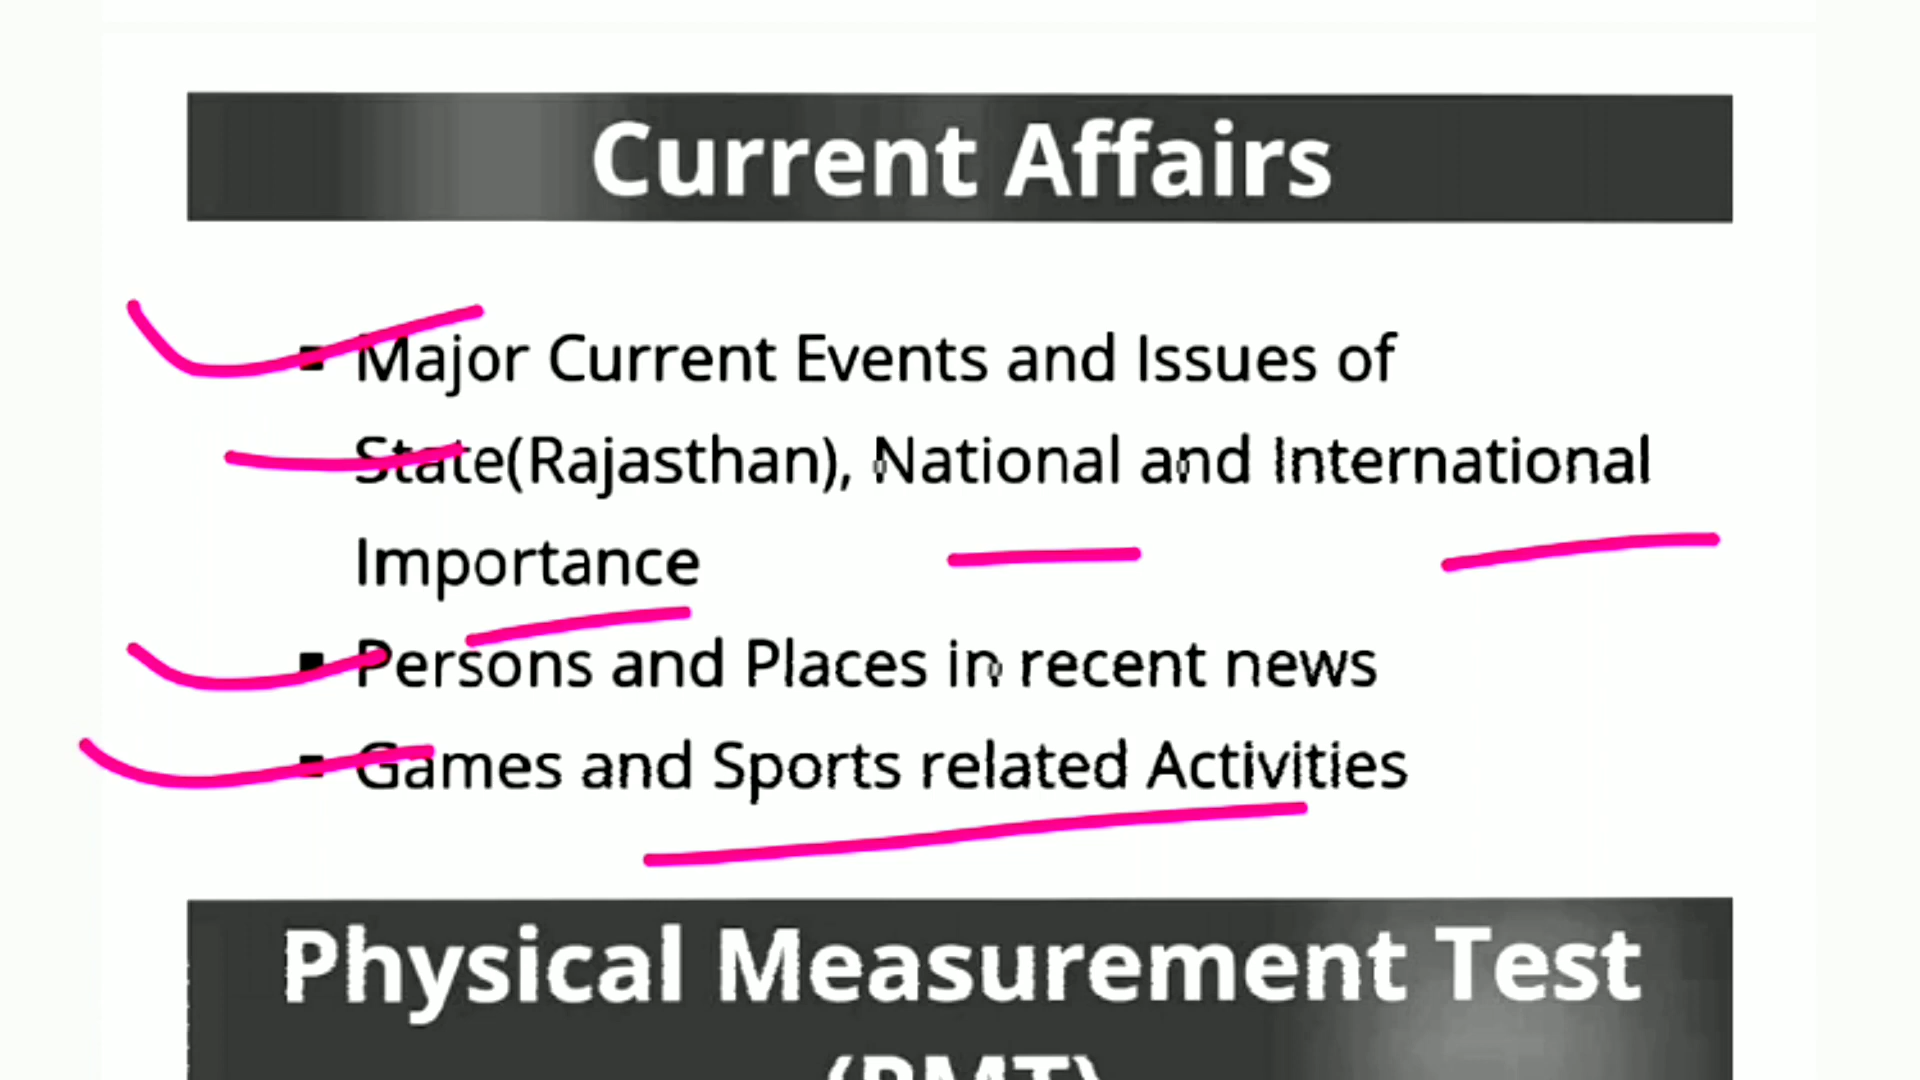 Current Affairs
▪ Major Current Events and Issues of
State(Rajasthan), National and International
Importance
▪ Persons and Places in recent news
▪ Games and Sports related Activities
Physical Measurement Test
(PMT)